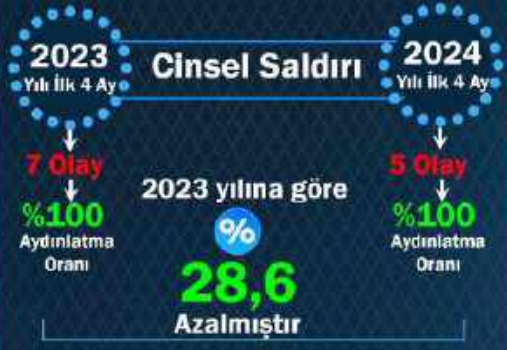 2023
Yılı İlk 4 Ay
Cinsel Saldırı
2024
Yılı İlk 4 Ay
7 Olay
5 Olay
2023 yılına göre
%100
%100
Aydınlatma
Oranı
Aydınlatma
Oranı
%
28,6
Azalmıştır